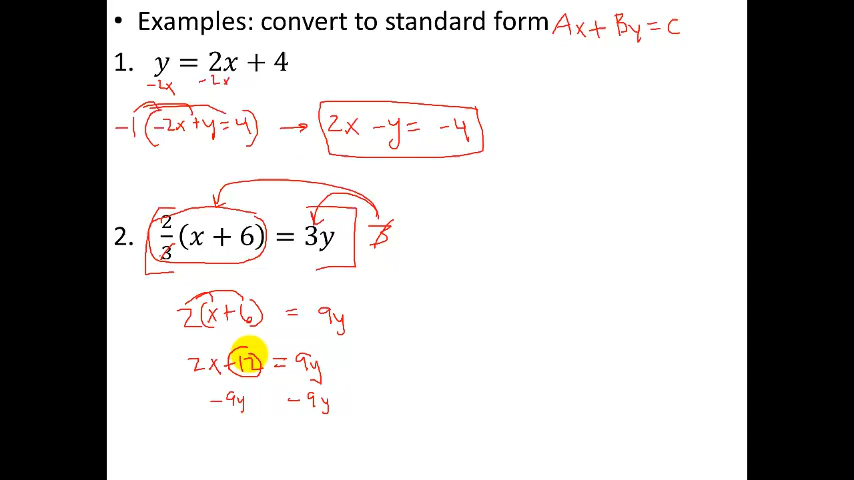 • Examples: convert to standard form Ax + By = C
1. y = 2x + 4
-2x -2x
-1(-2x + y = 4) → 2x - y = -4
2. 2/3 (x + 6) = 3y 3
2(x + 6) = 9y
2x + 12 = 9y
-9y -9y